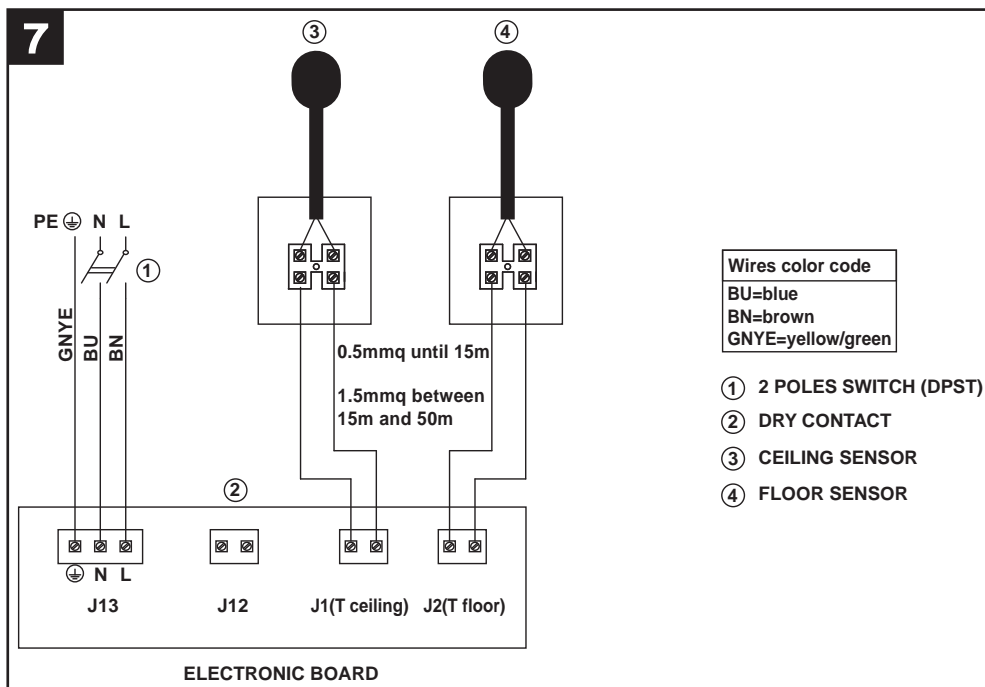 7
3
4
PE N L
1
GNYE
BU
BN
0.5mmq until 15m
1.5mmq between
15m and 50m
Wires color code
BU=blue
BN=brown
GNYE=yellow/green
1 2 POLES SWITCH (DPST)
2 DRY CONTACT
3 CEILING SENSOR
4 FLOOR SENSOR
2
N L
J13
J12
J1(T ceiling)
J2(T floor)
ELECTRONIC BOARD